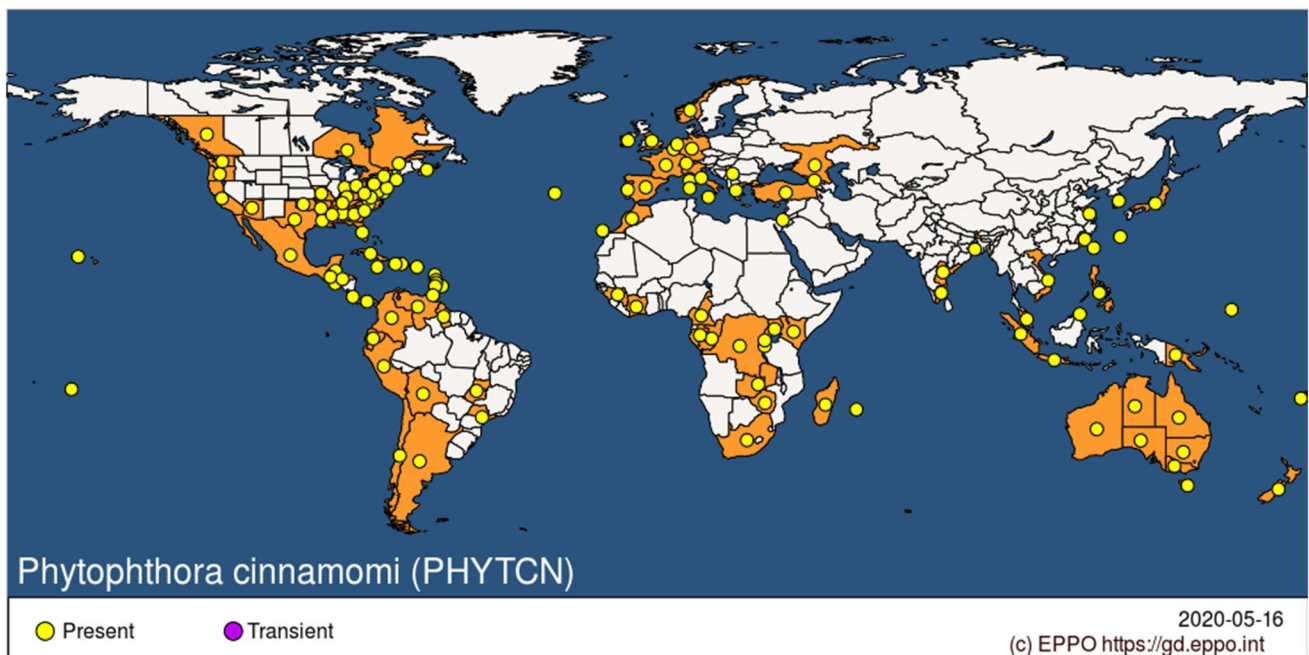 Phytophthora cinnamomi (PHYTCN)
Present
Transient
2020-05-16
(c) EPPO https://gd.eppo.int